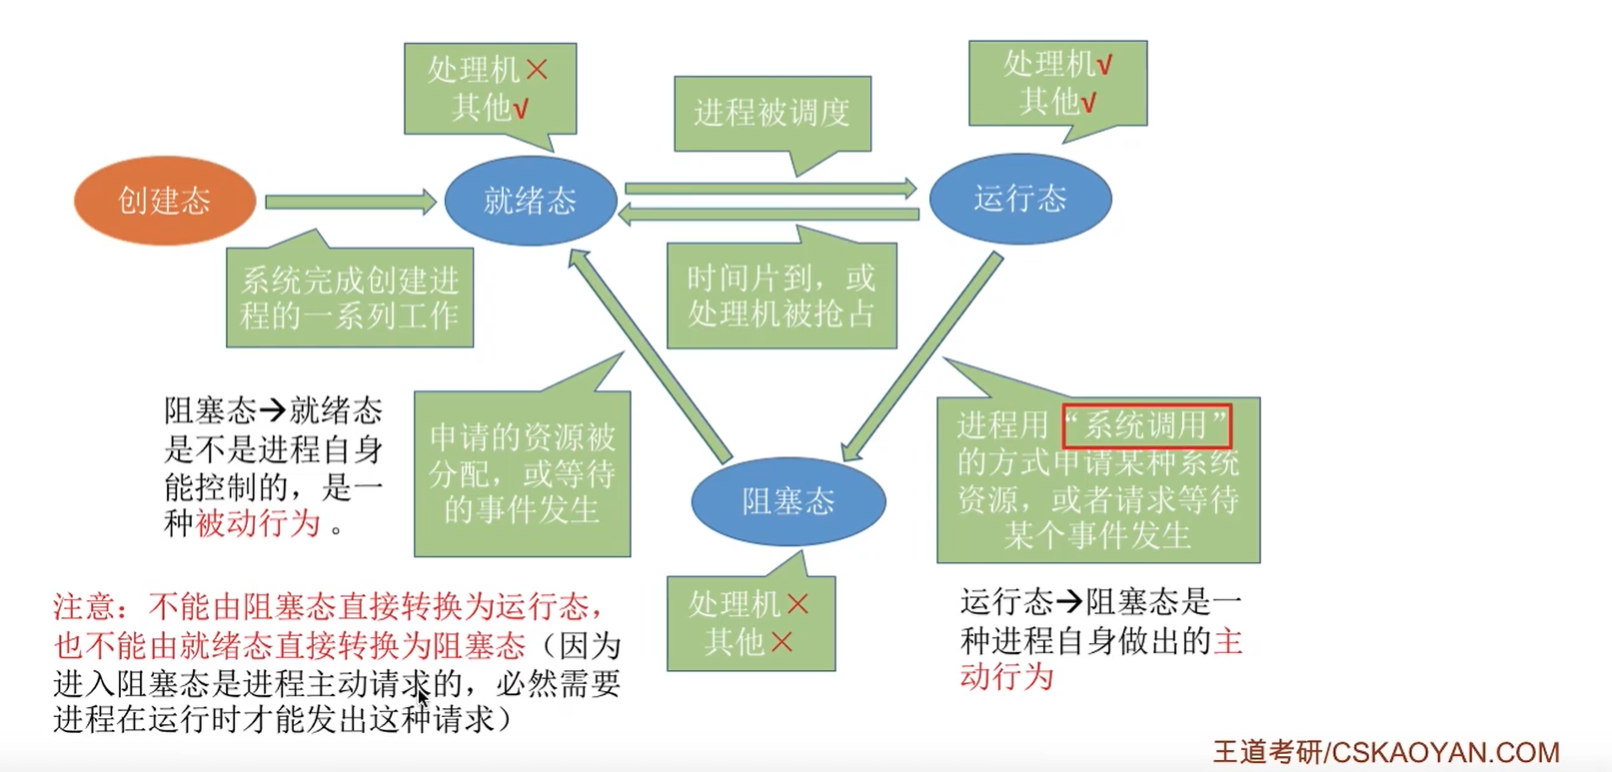 处理机×
其他√
进程被调度
处理机√
其他√
创建态
就绪态
运行态
系统完成创建进
程的一系列工作
时间片到，或
处理机被抢占
阻塞态→就绪态
是不是进程自身
能控制的，是一
种被动行为 。
申请的资源被
分配，或等待
的事件发生
进程用“系统调用”
的方式申请某种系统
资源，或者请求等待
某个事件发生
阻塞态
处理机×
其他×
运行态→阻塞态是一
种进程自身做出的主
动行为
注意：不能由阻塞态直接转换为运行态，
也不能由就绪态直接转换为阻塞态（因为
进入阻塞态是进程主动请求的，必然需要
进程在运行时才能发出这种请求）
王道考研/CSKAOYAN.COM